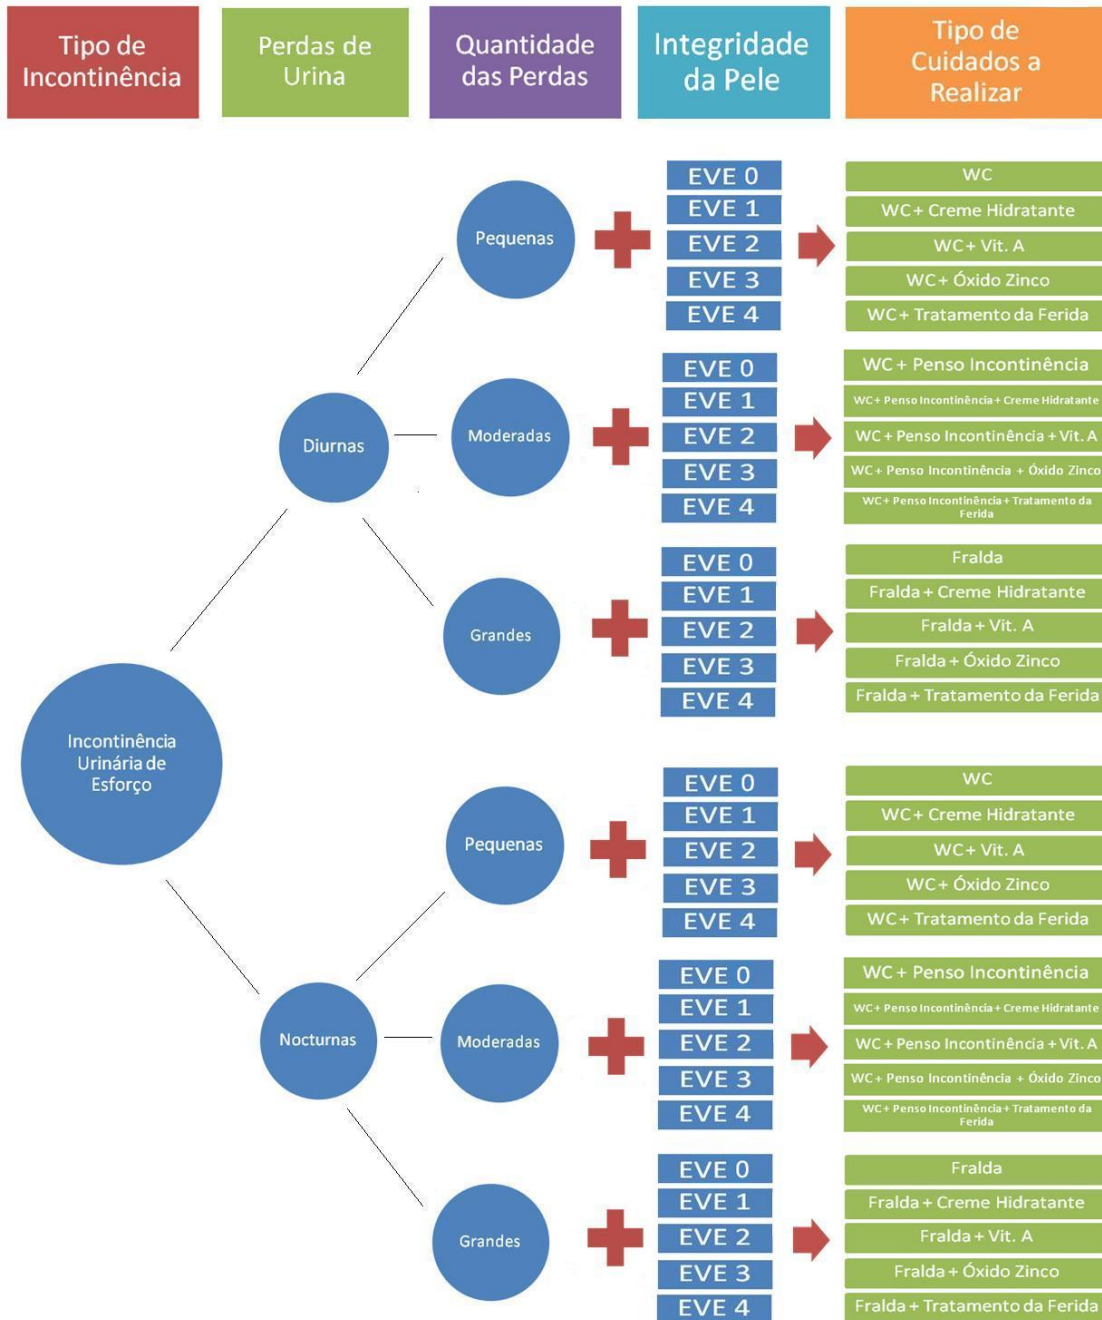 Tipo de
Incontinência
Perdas de
Urina
Quantidade
das Perdas
Integridade
da Pele
Tipo de
Cuidados a
Realizar
Incontinência
Urinária de
Esforço
Diurnas
Pequenas
EVE 0
EVE 1
EVE 2
EVE 3
EVE 4
WC
WC + Creme Hidratante
WC + Vit. A
WC + Óxido Zinco
WC + Tratamento da Ferida
Moderadas
EVE 0
EVE 1
EVE 2
EVE 3
EVE 4
WC + Penso Incontinência
WC + Penso Incontinência + Creme Hidratante
WC + Penso Incontinência + Vit. A
WC + Penso Incontinência + Óxido Zinco
WC + Penso Incontinência + Tratamento da
Ferida
Grandes
EVE 0
EVE 1
EVE 2
EVE 3
EVE 4
Fralda
Fralda + Creme Hidratante
Fralda + Vit. A
Fralda + Óxido Zinco
Fralda + Tratamento da Ferida
Nocturnas
Pequenas
EVE 0
EVE 1
EVE 2
EVE 3
EVE 4
WC
WC + Creme Hidratante
WC + Vit. A
WC + Óxido Zinco
WC + Tratamento da Ferida
Moderadas
EVE 0
EVE 1
EVE 2
EVE 3
EVE 4
WC + Penso Incontinência
WC + Penso Incontinência + Creme Hidratante
WC + Penso Incontinência + Vit. A
WC + Penso Incontinência + Óxido Zinco
WC + Penso Incontinência + Tratamento da
Ferida
Grandes
EVE 0
EVE 1
EVE 2
EVE 3
EVE 4
Fralda
Fralda + Creme Hidratante
Fralda + Vit. A
Fralda + Óxido Zinco
Fralda + Tratamento da Ferida